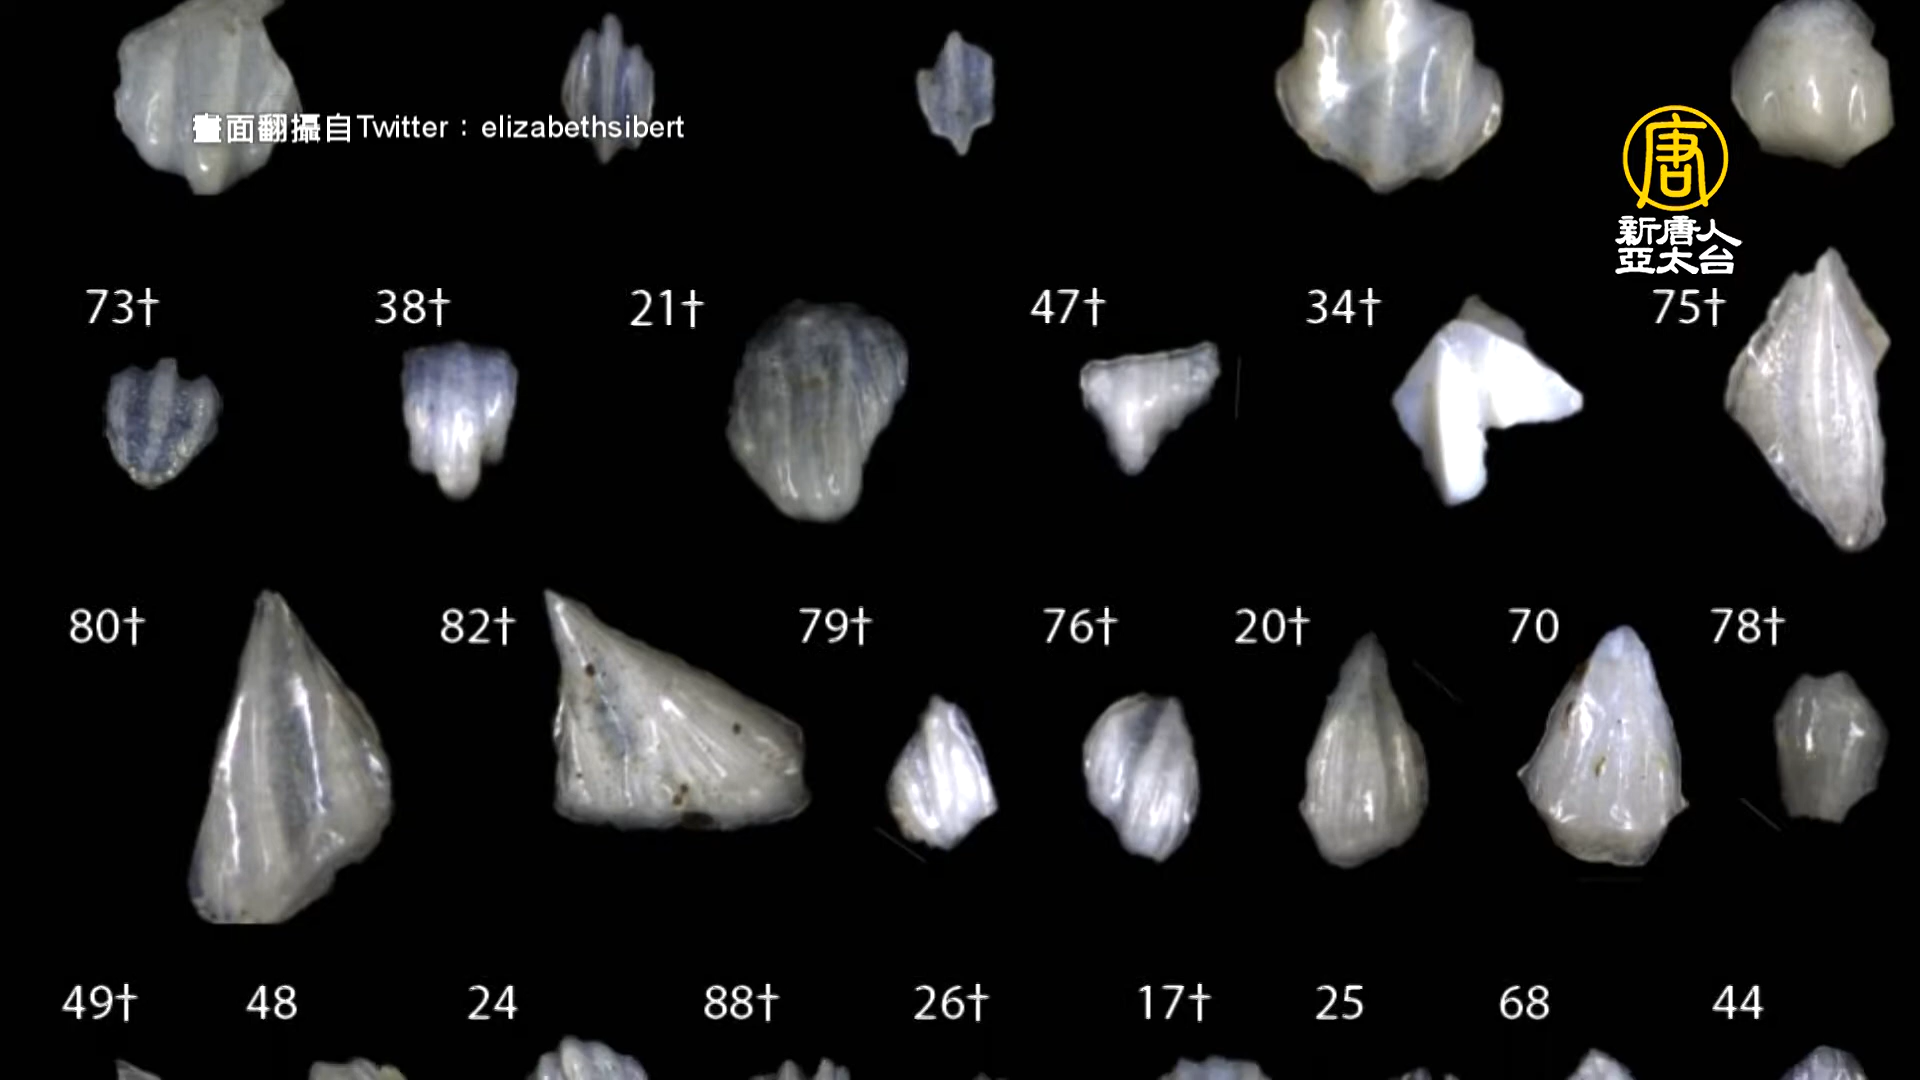 畫面翻攝自Twitter：elizabethsibert
唐
新唐人
亞太台
73† 38† 21† 47† 34† 75†
80† 82† 79† 76† 20† 70 78†
49† 48 24 88† 26† 17† 25 68 44